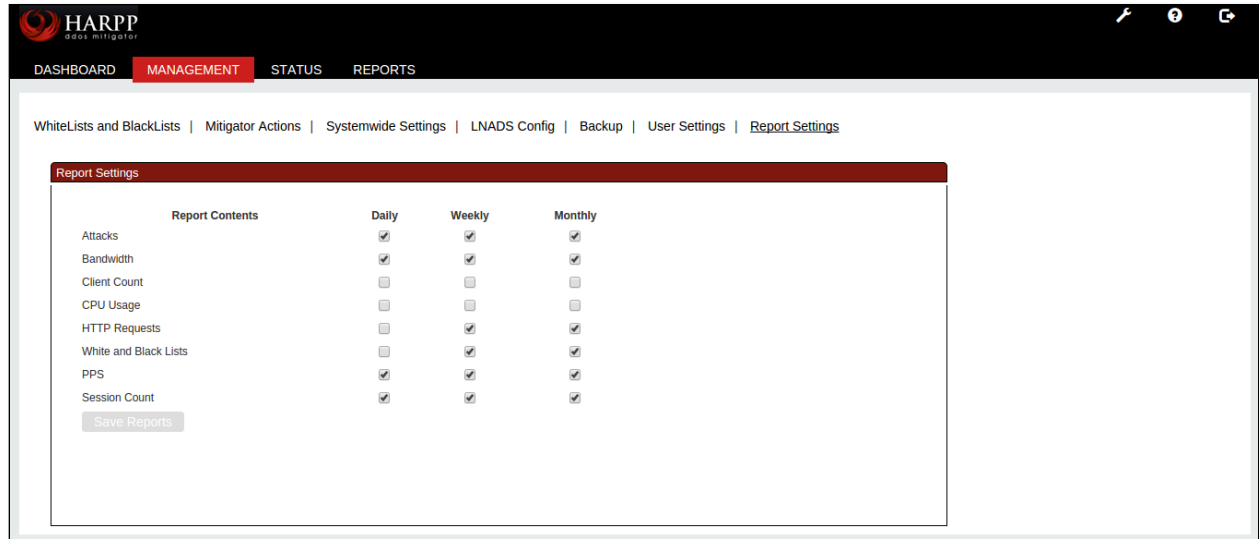 HARPP
ddos mitigator
DASHBOARD MANAGEMENT STATUS REPORTS
WhiteLists and BlackLists | Mitigator Actions | Systemwide Settings | LNADS Config | Backup | User Settings | Report Settings
Report Settings
Report Contents Daily Weekly Monthly
Attacks
Bandwidth
Client Count
CPU Usage
HTTP Requests
White and Black Lists
PPS
Session Count
Save Reports